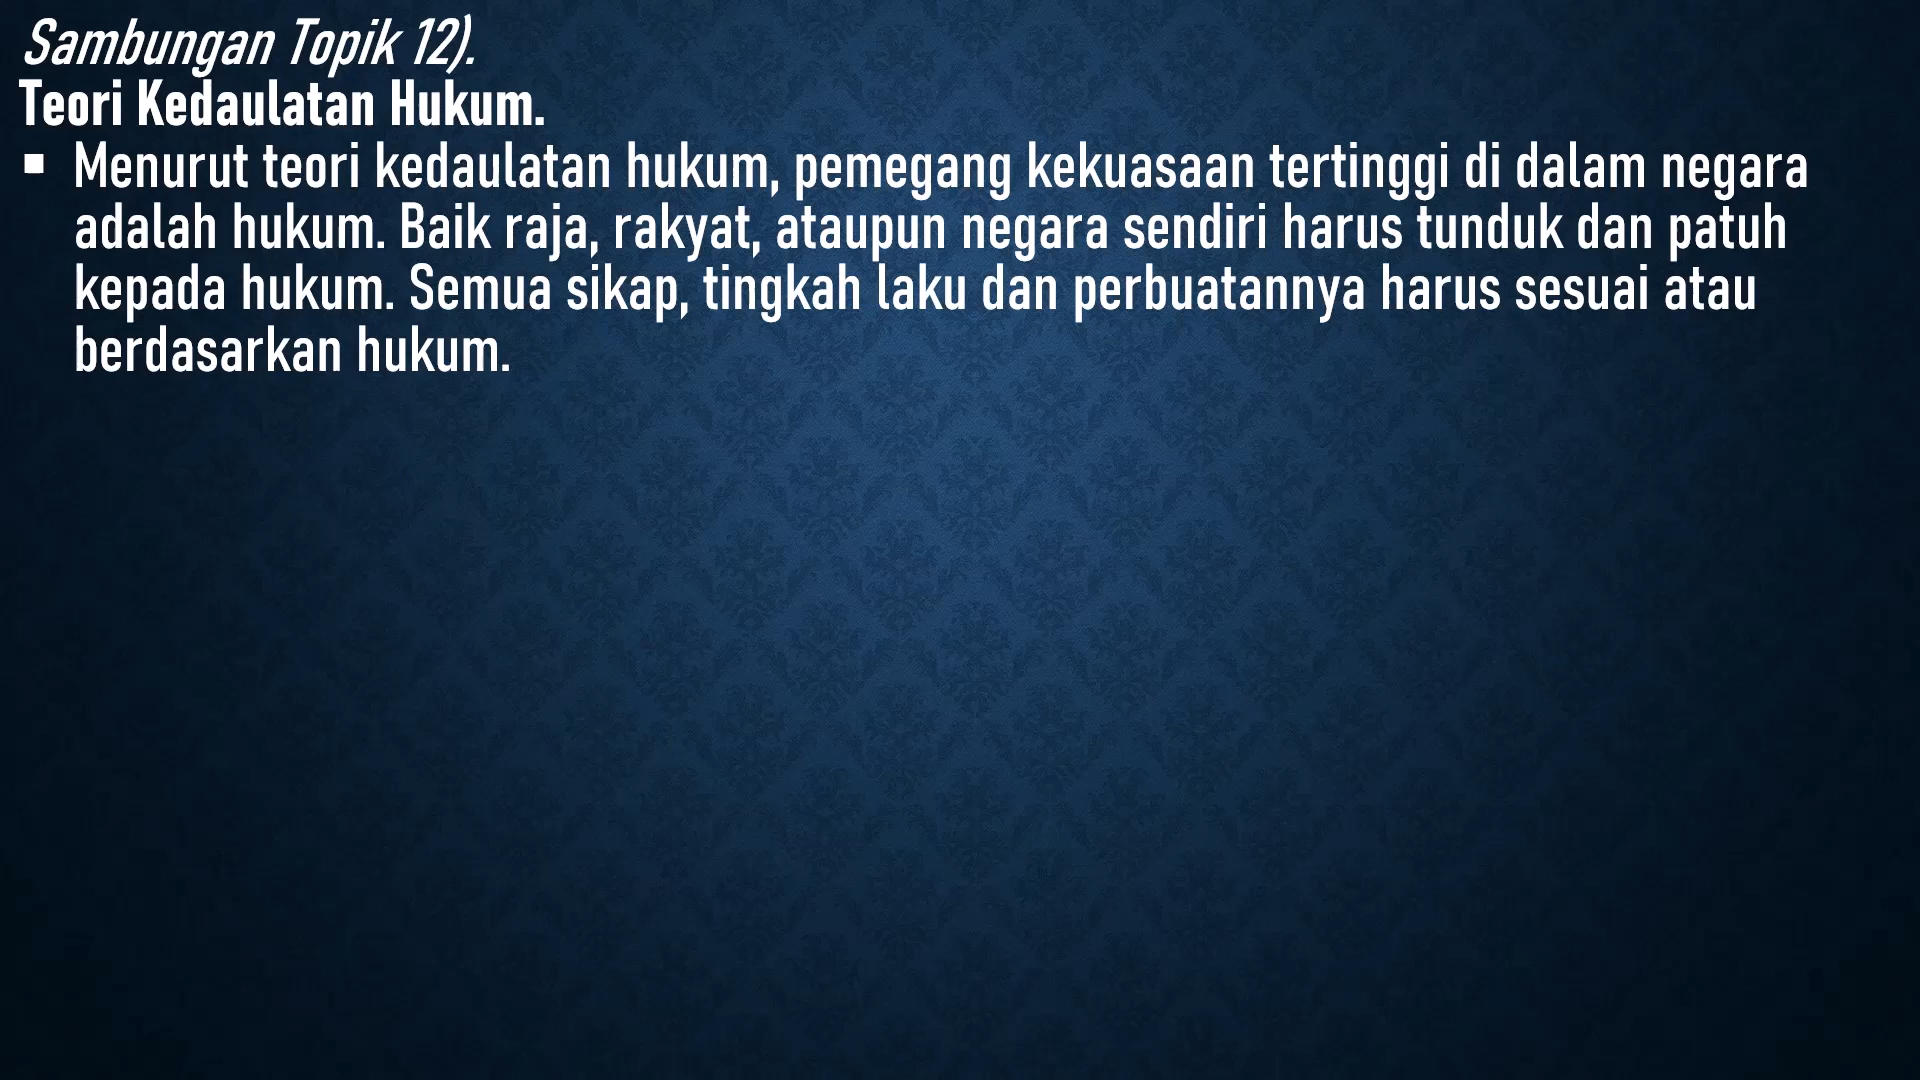 Sambungan Topik 12).
Teori Kedaulatan Hukum.
▪ Menurut teori kedaulatan hukum, pemegang kekuasaan tertinggi di dalam negara
adalah hukum. Baik raja, rakyat, ataupun negara sendiri harus tunduk dan patuh
kepada hukum. Semua sikap, tingkah laku dan perbuatannya harus sesuai atau
berdasarkan hukum.